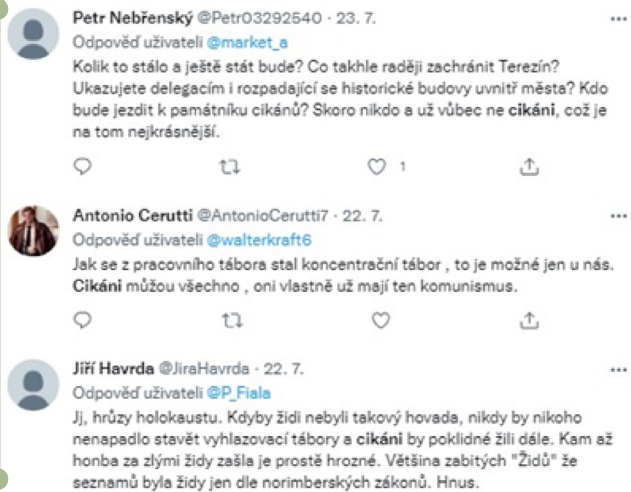 Petr Nebřenský @Petr03292540 · 23. 7.
Odpověď uživateli @market_a
Kolik to stálo a ještě stát bude? Co takhle raději zachránit Terezín?
Ukazujete delegacím i rozpadající se historické budovy uvnitř města? Kdo
bude jezdit k památníku cikánů? Skoro nikdo a už vůbec ne cikáni, což je
na tom nejkrásnější.
1
Antonio Cerutti @AntonioCerutti7 · 22. 7.
Odpověď uživateli @walterkraft6
Jak se z pracovního tábora stal koncentrační tábor , to je možné jen u nás.
Cikáni můžou všechno , oni vlastně už mají ten komunismus.
Jiří Havrda @JiraHavrda · 22. 7.
Odpověď uživateli @P_Fiala
Jj, hrůzy holokaustu. Kdyby židi nebyli takový hovada, nikdy by nikoho
nenapadlo stavět vyhlazovací tábory a cikáni by poklidné žili dále. Kam až
honba za zlými židy zašla je prostě hrozné. Většina zabitých "Židů" že
seznamů byla židy jen dle norimberských zákonů. Hnus.